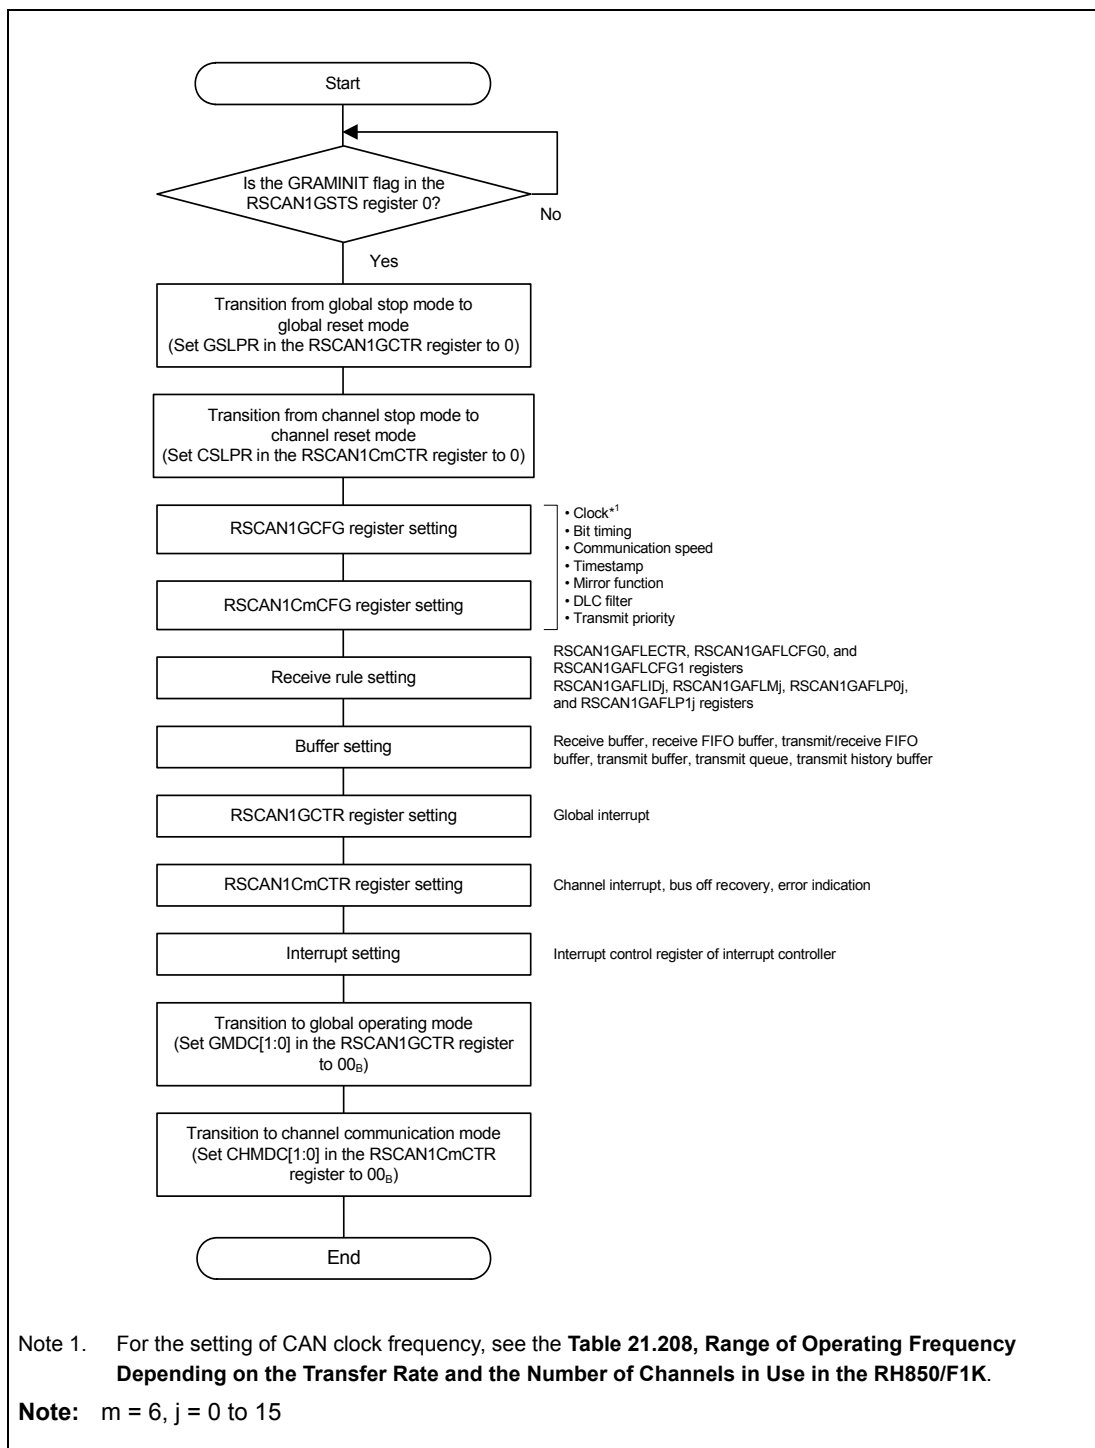 Start
Is the GRAMINIT flag in the
RSCAN1GSTS register 0?
No
Yes
Transition from global stop mode to
global reset mode
(Set GSLPR in the RSCAN1GCTR register to 0)
Transition from channel stop mode to
channel reset mode
(Set CSLPR in the RSCAN1CmCTR register to 0)
RSCAN1GCFG register setting
RSCAN1CmCFG register setting
• Clock*1
• Bit timing
• Communication speed
• Timestamp
• Mirror function
• DLC filter
• Transmit priority
Receive rule setting
RSCAN1GAFLECTR, RSCAN1GAFLCFG0, and
RSCAN1GAFLCFG1 registers
RSCAN1GAFLIDj, RSCAN1GAFLMj, RSCAN1GAFLP0j,
and RSCAN1GAFLP1j registers
Buffer setting
Receive buffer, receive FIFO buffer, transmit/receive FIFO
buffer, transmit buffer, transmit queue, transmit history buffer
RSCAN1GCTR register setting
Global interrupt
RSCAN1CmCTR register setting
Channel interrupt, bus off recovery, error indication
Interrupt setting
Interrupt control register of interrupt controller
Transition to global operating mode
(Set GMDC[1:0] in the RSCAN1GCTR register
to 00B)
Transition to channel communication mode
(Set CHMDC[1:0] in the RSCAN1CmCTR
register to 00B)
End
Note 1. For the setting of CAN clock frequency, see the Table 21.208, Range of Operating Frequency
Depending on the Transfer Rate and the Number of Channels in Use in the RH850/F1K.
Note: m = 6, j = 0 to 15